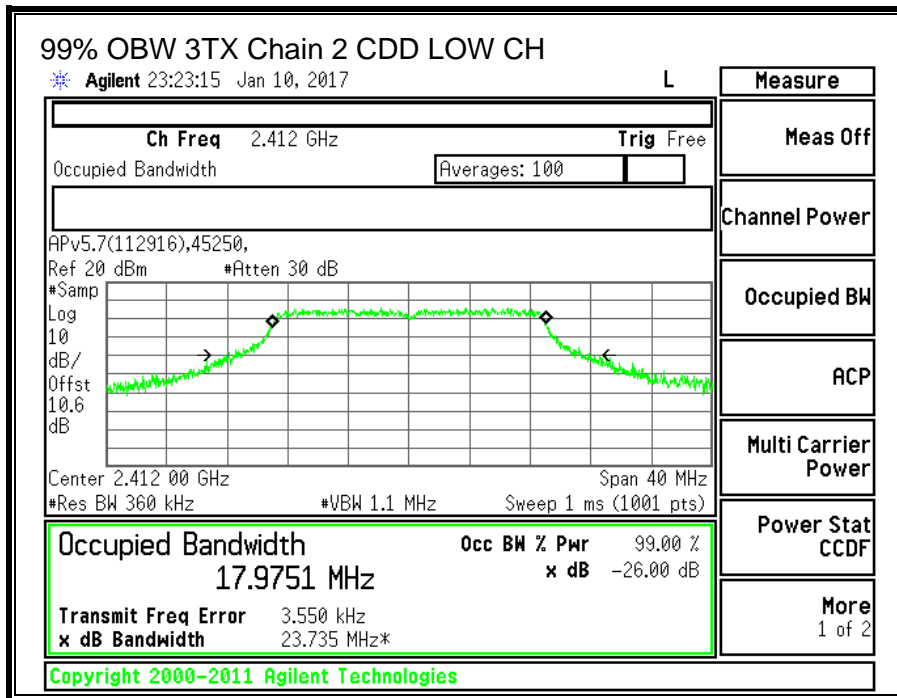 99% OBW 3TX Chain 2 CDD LOW CH
Agilent 23:23:15 Jan 10, 2017 L
Measure
Ch Freq 2.412 GHz Trig Free
Meas Off
Occupied Bandwidth Averages: 100
Channel Power
APv5.7(112916),45250,
Ref 20 dBm #Atten 30 dB
#Samp
Log
10
dB/
Offst
10.6
dB
Occupied BW
ACP
Center 2.412 00 GHz Span 40 MHz
#Res BW 360 kHz #VBW 1.1 MHz Sweep 1 ms (1001 pts)
Multi Carrier
Power
Occupied Bandwidth Occ BW % Pwr 99.00 %
17.9751 MHz x dB -26.00 dB
Transmit Freq Error 3.550 kHz
x dB Bandwidth 23.735 MHz*
Power Stat
CCDF
More
1 of 2
Copyright 2000-2011 Agilent Technologies